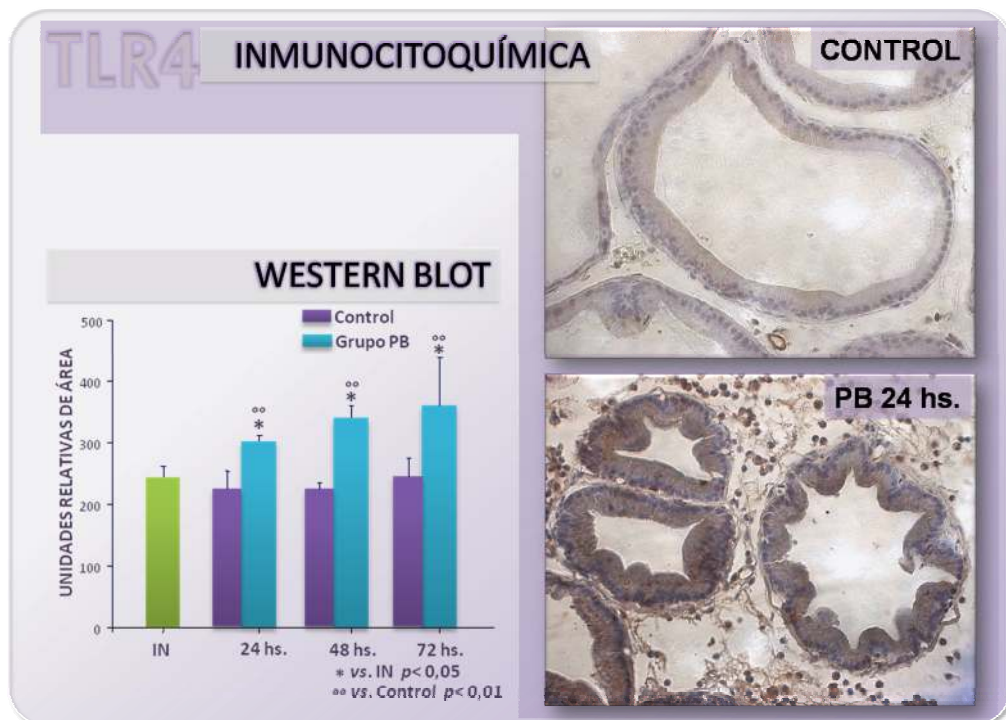 TLR4
INMUNOCITOQUÍMICA
CONTROL
WESTERN BLOT
Control
Grupo PB
UNIDADES RELATIVAS DE ÁREA
500
400
300
200
100
0
°°
*
°°
*
°°
*
IN
24 hs.
48 hs.
72 hs.
* vs. IN p< 0,05
°° vs. Control p< 0,01
PB 24 hs.